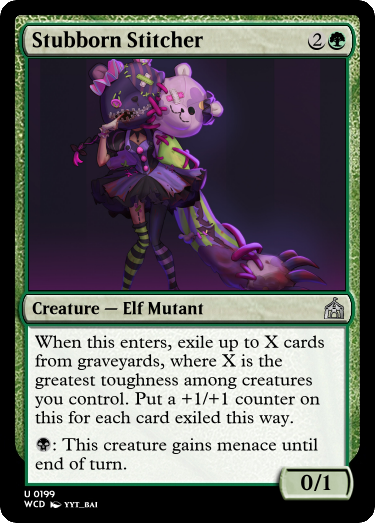 Stubborn Stitcher 2
Creature — Elf Mutant
When this enters, exile up to X cards
from graveyards, where X is the
greatest toughness among creatures
you control. Put a +1/+1 counter on
this for each card exiled this way.
: This creature gains menace until
end of turn.
0/1
U 0199
WCD YYT_BAI